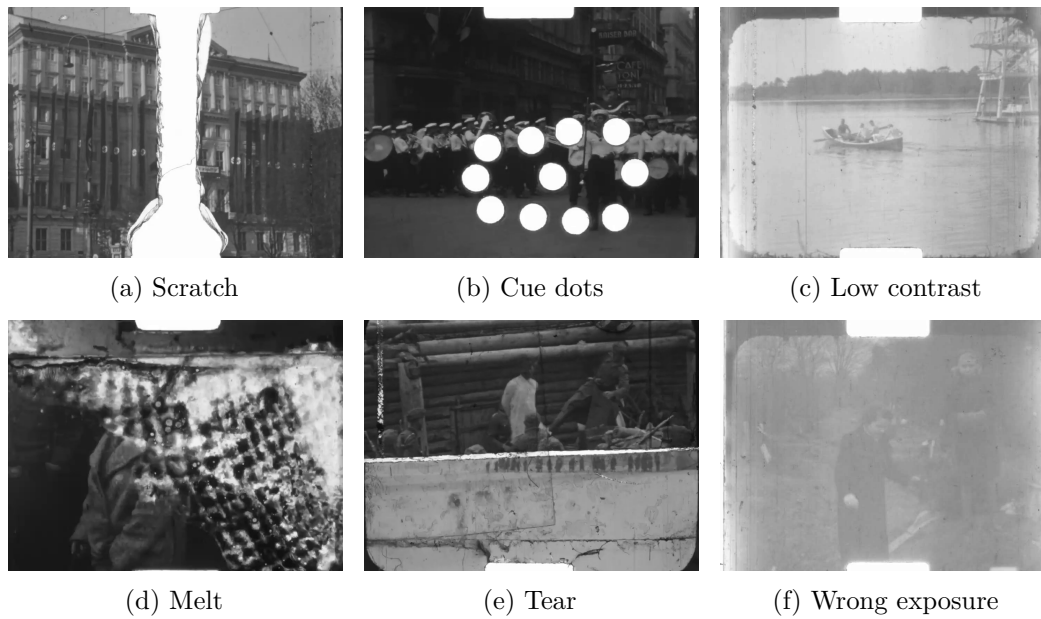 (a) Scratch
(b) Cue dots
(c) Low contrast
(d) Melt
(e) Tear
(f) Wrong exposure